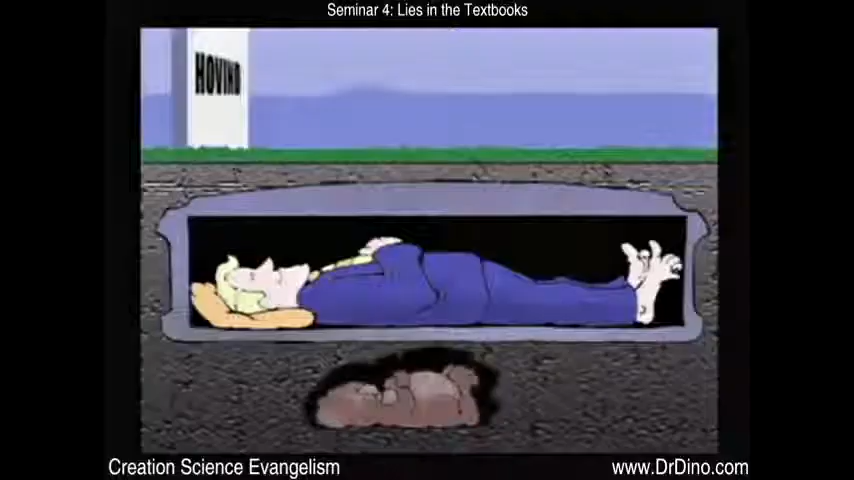 Seminar 4: Lies in the Textbooks
HOVIND
Creation Science Evangelism
www.DrDino.com